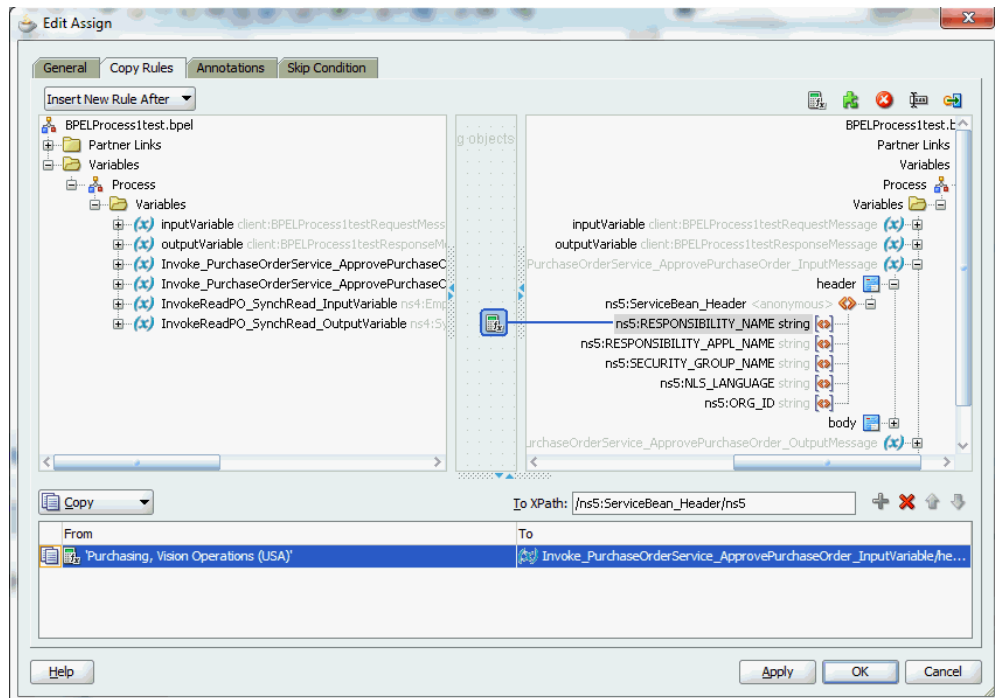 Edit Assign
General Copy Rules Annotations Skip Condition
Insert New Rule After
BPELProcess1test.bpel
Partner Links
Variables
Process
Variables
inputVariable client:BPELProcess1testRequestMess
outputVariable client:BPELProcess1testResponseM
Invoke_PurchaseOrderService_ApprovePurchaseO
Invoke_PurchaseOrderService_ApprovePurchaseO
InvokeReadPO_SynchRead_InputVariable ns4:Emp
InvokeReadPO_SynchRead_OutputVariable ns4:Sy
g objects
BPELProcess1test.b
Partner Links
Variables
Process
Variables
inputVariable client:BPELProcess1testRequestMessage
outputVariable client:BPELProcess1testResponseMessage
PurchaseOrderService_ApprovePurchaseOrder_InputMessage
header
ns5:ServiceBean_Header <anonymous>
ns5:RESPONSIBILITY_NAME string
ns5:RESPONSIBILITY_APPL_NAME string
ns5:SECURITY_GROUP_NAME string
ns5:NLS_LANGUAGE string
ns5:ORG_ID string
body
urchaseOrderService_ApprovePurchaseOrder_OutputMessage
Copy To XPath: /ns5:ServiceBean_Header/ns5
From To
'Purchasing, Vision Operations (USA)' Invoke_PurchaseOrderService_ApprovePurchaseOrder_InputVariable/he...
Help Apply OK Cancel